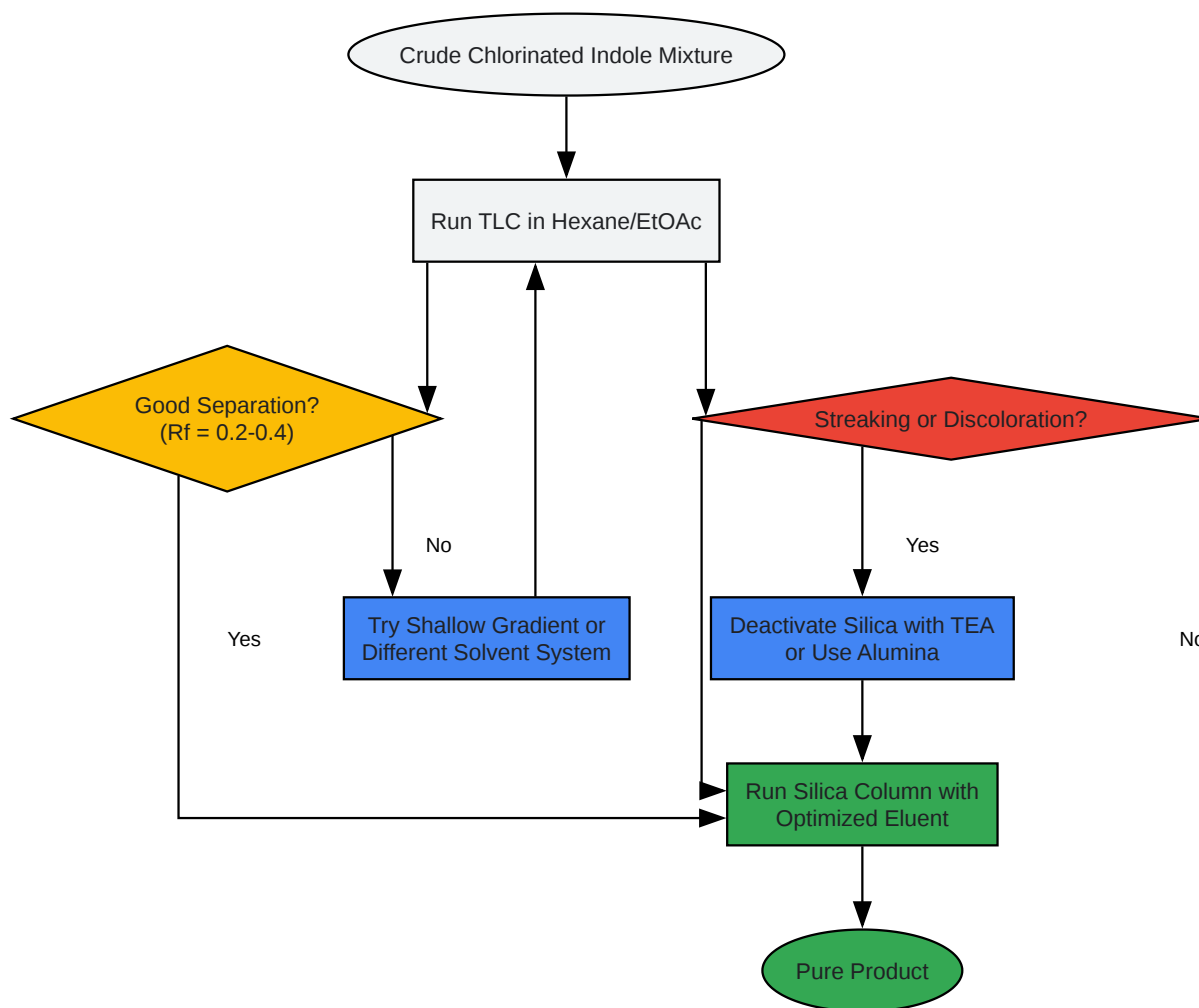 Crude Chlorinated Indole Mixture
Run TLC in Hexane/EtOAc
Good Separation?
(Rf = 0.2-0.4)
Streaking or Discoloration?
No
Yes
Yes
No
Try Shallow Gradient or
Different Solvent System
Deactivate Silica with TEA
or Use Alumina
Run Silica Column with
Optimized Eluent
Pure Product